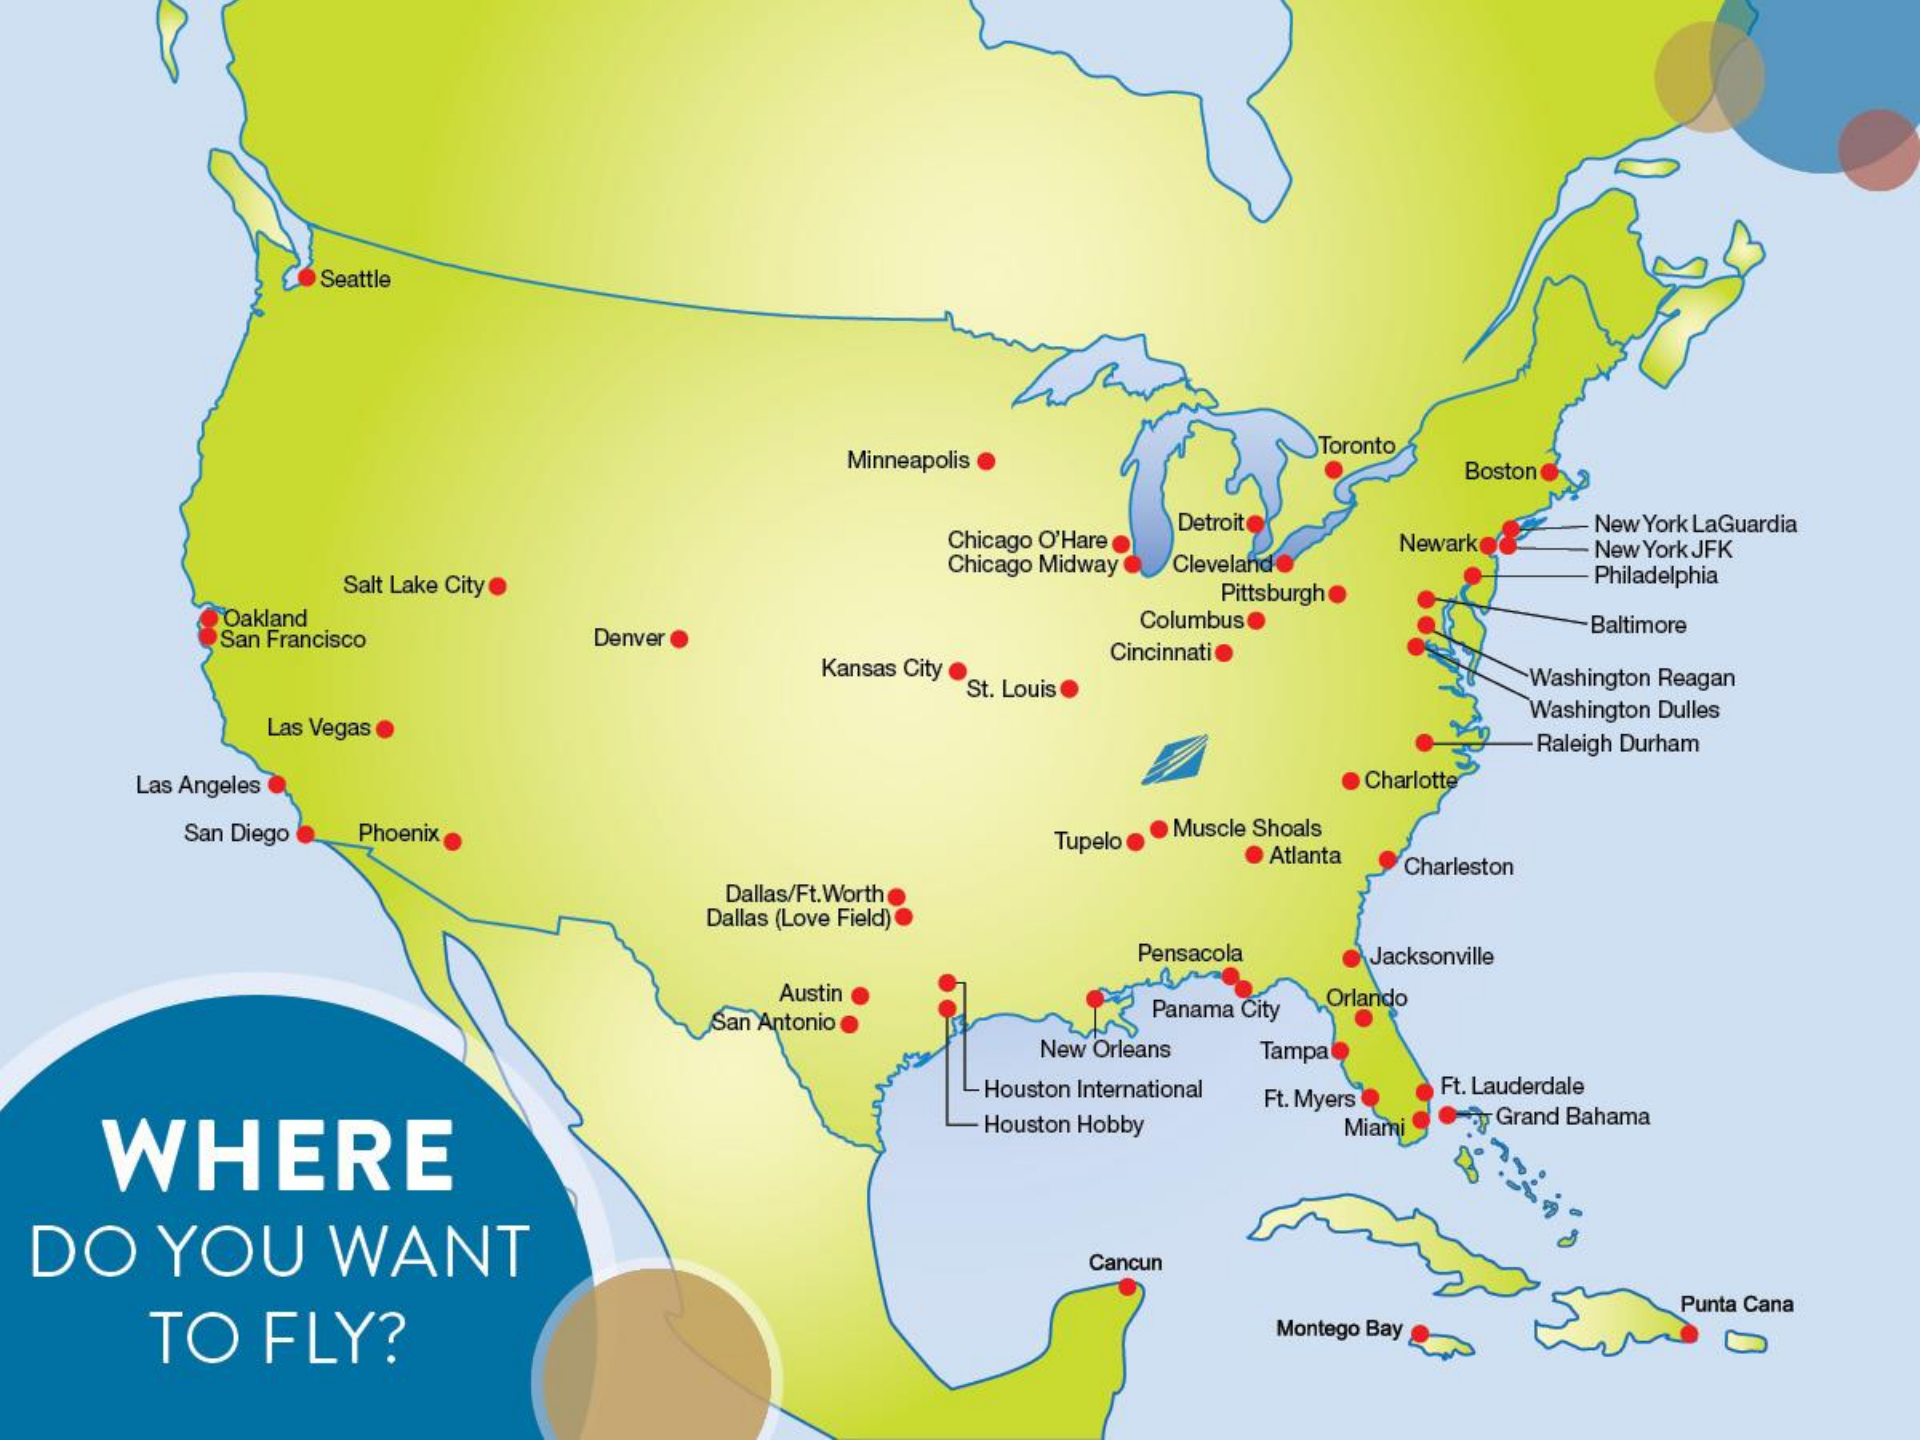 Seattle
Toronto
Minneapolis
Boston
Detroit
New York LaGuardia
Chicago O'Hare
Newark
New York JFK
Chicago Midway
Cleveland
Philadelphia
Salt Lake City
Pittsburgh
Oakland
Columbus
Baltimore
San Francisco
Denver
Cincinnati
Kansas City
St. Louis
Washington Reagan
Washington Dulles
Las Vegas
Raleigh Durham
Las Angeles
Charlotte
San Diego
Phoenix
Muscle Shoals
Tupelo
Atlanta
Charleston
Dallas/Ft.Worth
Dallas (Love Field)
Pensacola
Jacksonville
Austin
Orlando
Panama City
San Antonio
New Orleans
Tampa
Houston International
Ft. Lauderdale
Ft. Myers
Grand Bahama
Houston Hobby
Miami
WHERE
DO YOU WANT
TO FLY?
Cancun
Punta Cana
Montego Bay